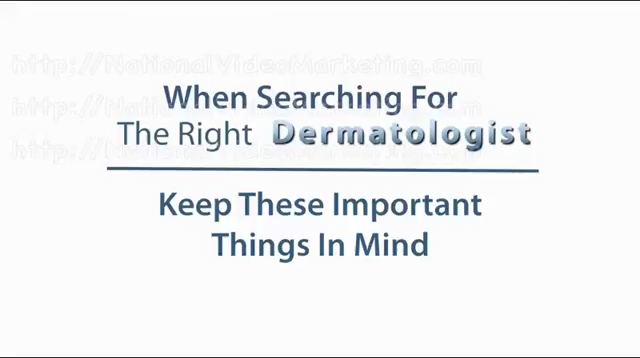 http://NationalVideoMarketing.com
When Searching For
The Right Dermatologist
Keep These Important
Things In Mind